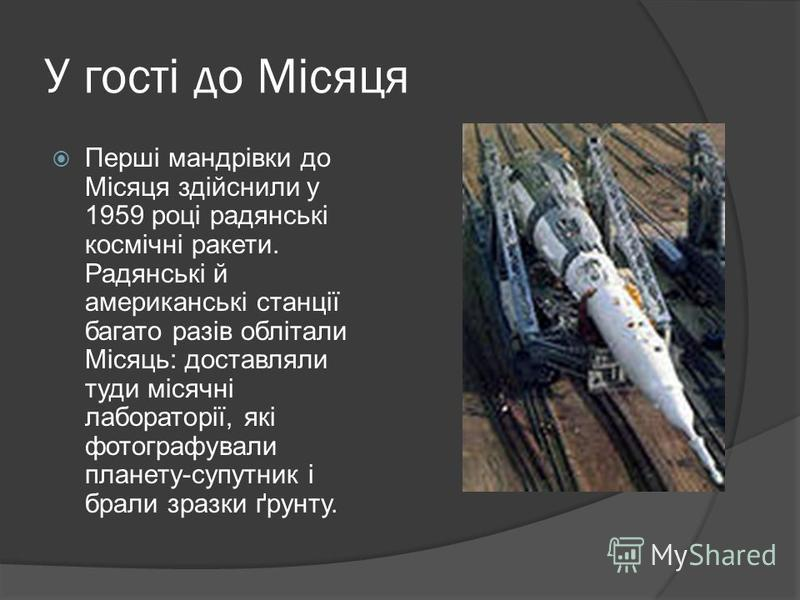 У гості до Місяця
Перші мандрівки до
Місяця здійснили у
1959 році радянські
космічні ракети.
Радянські й
американські станції
багато разів облітали
Місяць: доставляли
туди місячні
лабораторії, які
фотографували
планету-супутник і
брали зразки ґрунту.
MyShared